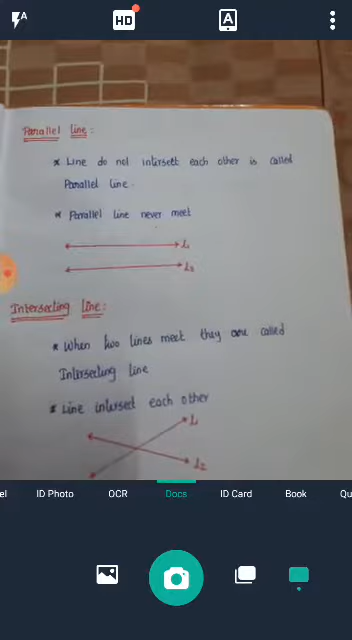 A
HD
A
Parallel line:
* Line do not intersect each other is called
Parallel line.
* Parallel line never meet
L1
L2
Intersecting line:
* When two lines meet they are called
Intersecting line
* Line intersect each other
L1
L2
el ID Photo OCR Docs ID Card Book Qu